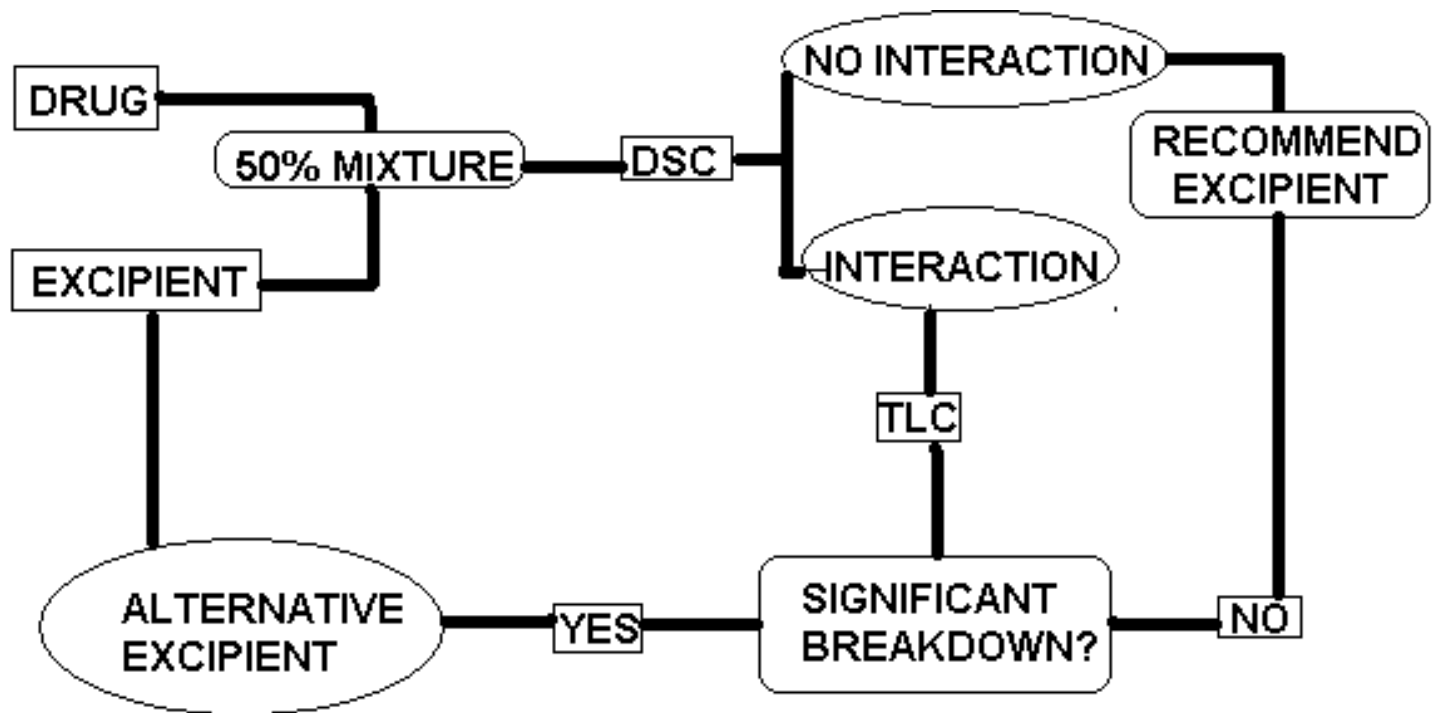 NO INTERACTION
DRUG
50% MIXTURE
DSC
RECOMMEND
EXCIPIENT
EXCIPIENT
INTERACTION
TLC
ALTERNATIVE
EXCIPIENT
YES
SIGNIFICANT
BREAKDOWN?
NO